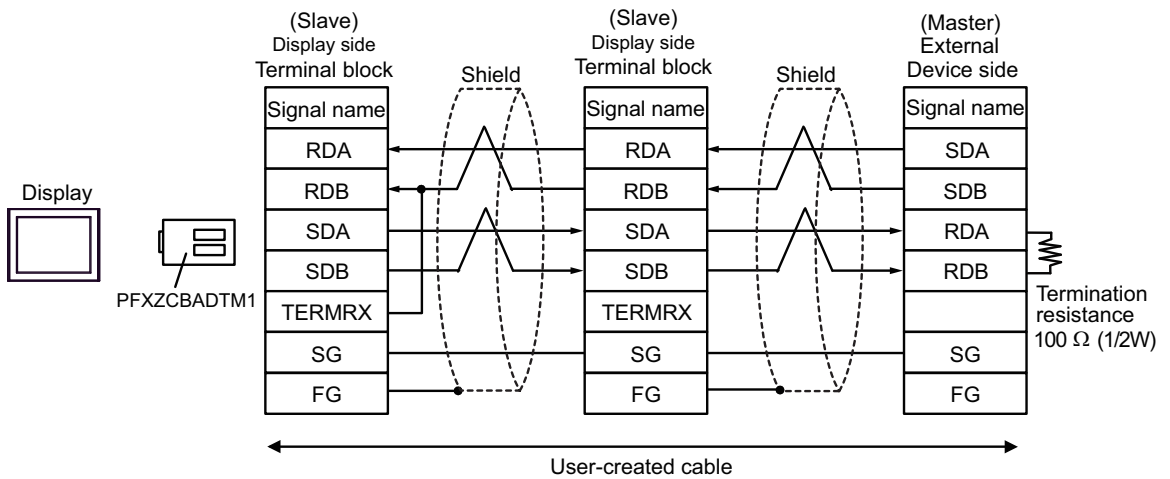 (Slave)
Display side
Terminal block
(Slave)
Display side
Terminal block
(Master)
External
Device side
Shield
Shield
Signal name
Signal name
Signal name
RDA
RDA
SDA
RDB
RDB
SDB
SDA
SDA
RDA
SDB
SDB
RDB
TERMRX
TERMRX
SG
SG
SG
FG
FG
FG
Display
PFXZCBADTM1
Termination
resistance
100 Ω (1/2W)
User-created cable